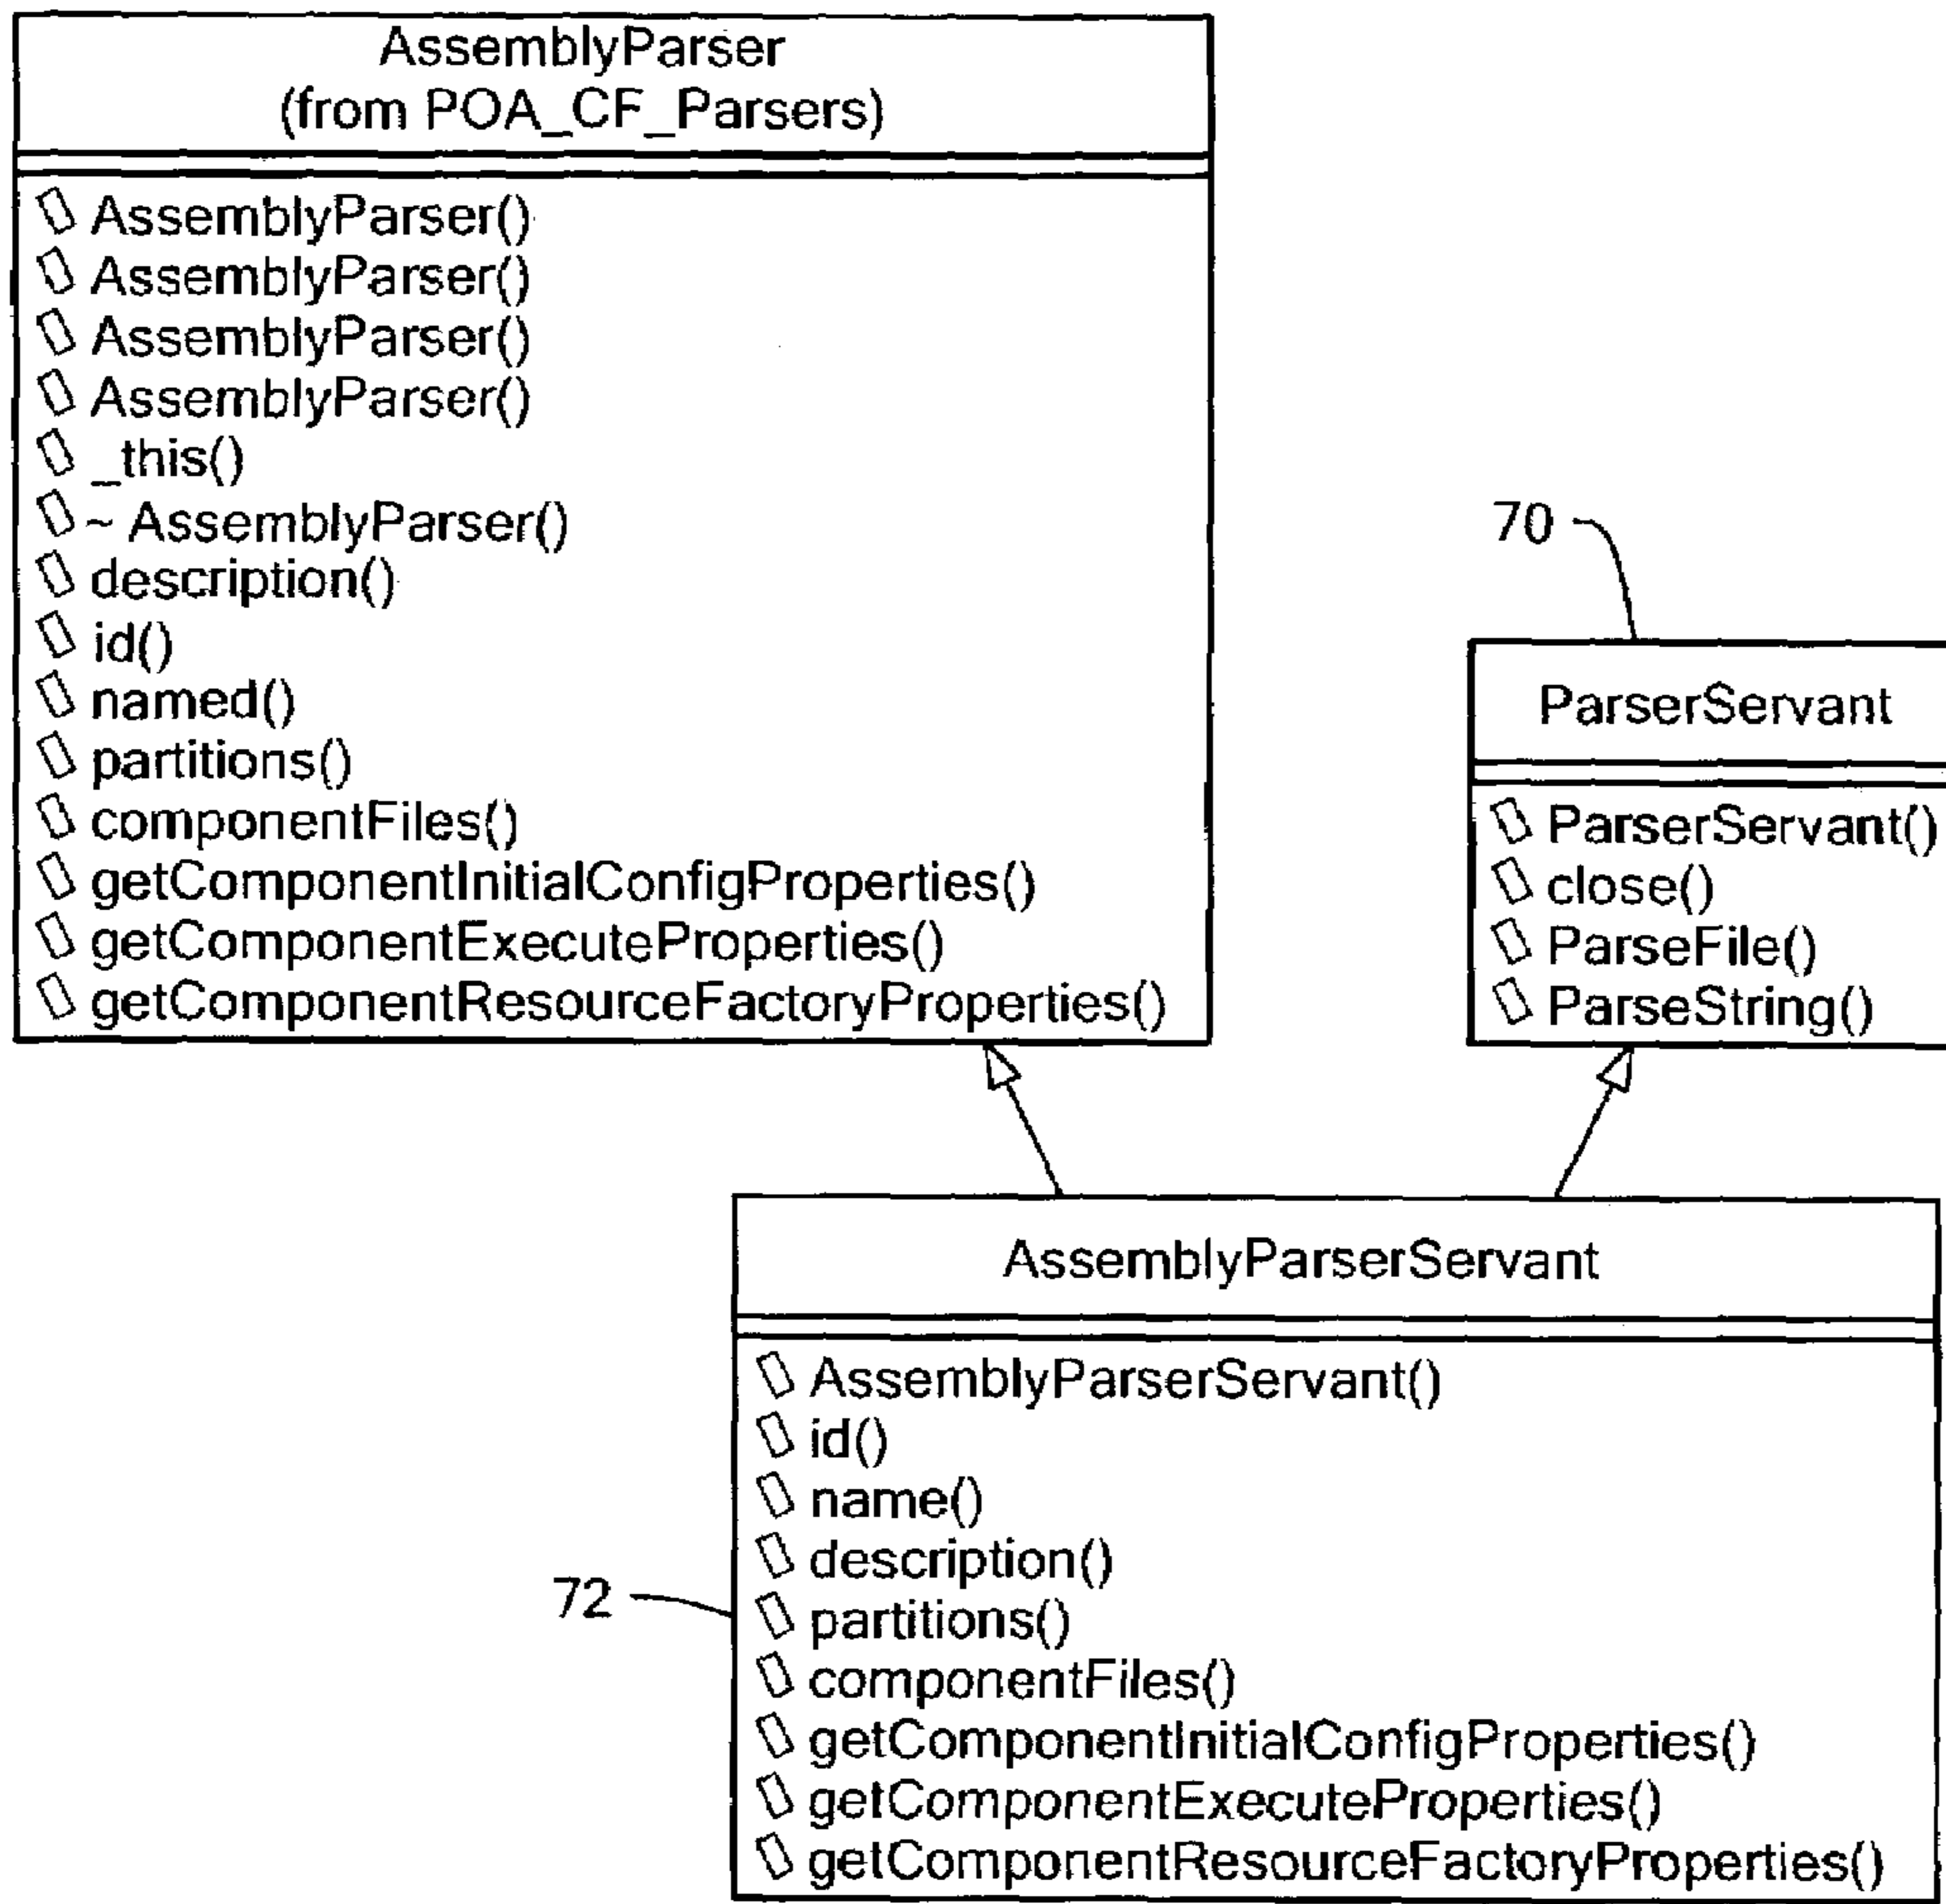 AssemblyParser
(from POA_CF_Parsers)
AssemblyParser()
AssemblyParser()
AssemblyParser()
AssemblyParser()
_this()
~ AssemblyParser()
description()
id()
named()
partitions()
componentFiles()
getComponentInitialConfigProperties()
getComponentExecuteProperties()
getComponentResourceFactoryProperties()
70
ParserServant
ParserServant()
close()
ParseFile()
ParseString()
AssemblyParserServant
AssemblyParserServant()
id()
name()
description()
72
partitions()
componentFiles()
getComponentInitialConfigProperties()
getComponentExecuteProperties()
getComponentResourceFactoryProperties()